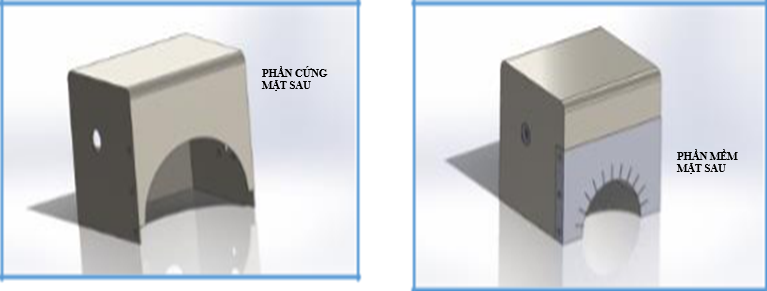 PHẦN CỨNG
MẶT SAU
PHẦN MỀM
MẶT SAU